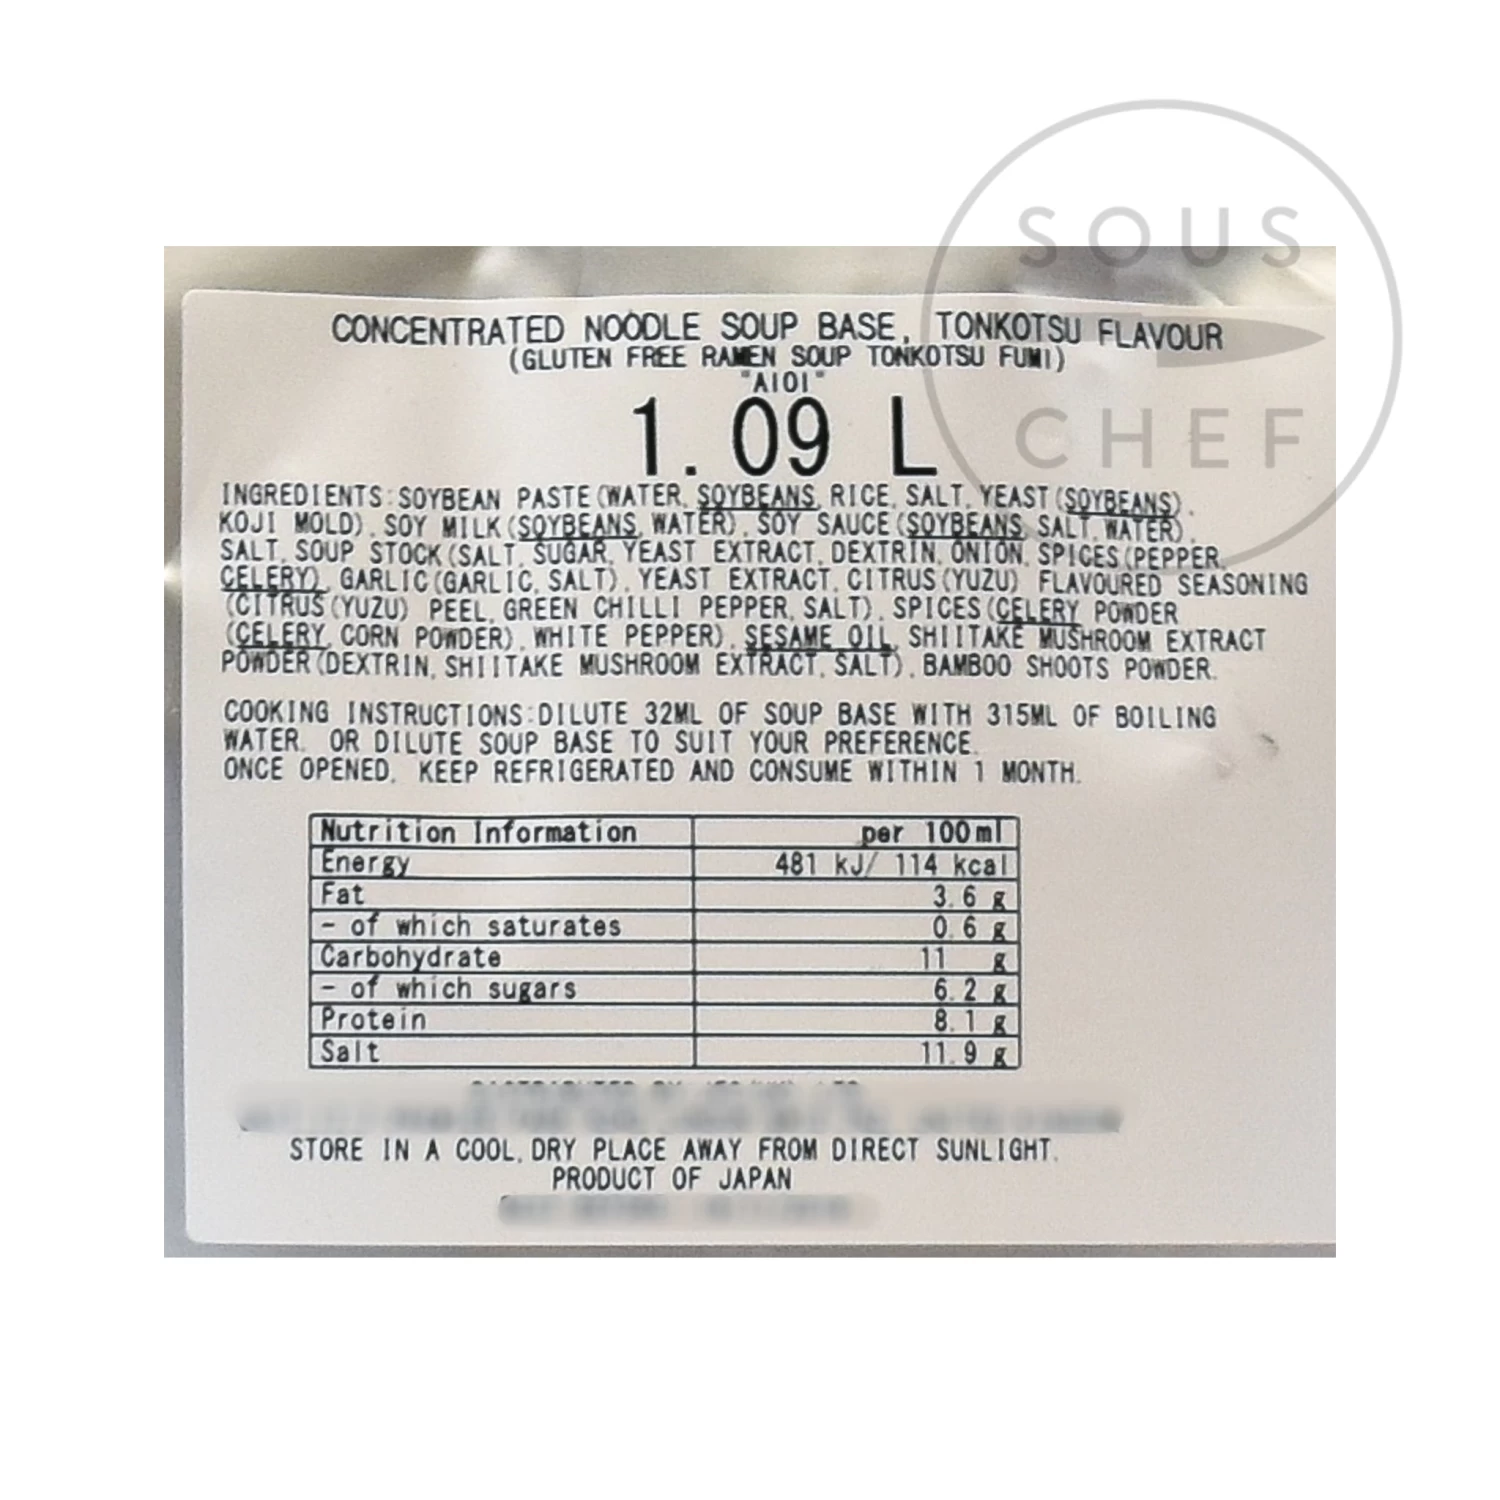 SOUS
CHEF
CONCENTRATED NOODLE SOUP BASE, TONKOTSU FLAVOUR
(GLUTEN FREE RAMEN SOUP TONKOTSU FUMI)
"AIOI"
1.09 L
INGREDIENTS:SOYBEAN PASTE(WATER, SOYBEANS, RICE, SALT, YEAST(SOYBEANS),
KOJI MOLD), SOY MILK(SOYBEANS, WATER), SOY SAUCE(SOYBEANS, SALT, WATER),
SALT, SOUP STOCK(SALT, SUGAR, YEAST EXTRACT, DEXTRIN, ONION, SPICES(PEPPER,
CELERY), GARLIC(GARLIC, SALT), YEAST EXTRACT, CITRUS(YUZU) FLAVOURED SEASONING
(CITRUS(YUZU) PEEL, GREEN CHILLI PEPPER, SALT), SPICES(CELERY POWDER
(CELERY, CORN POWDER), WHITE PEPPER), SESAME OIL, SHIITAKE MUSHROOM EXTRACT
POWDER(DEXTRIN, SHIITAKE MUSHROOM EXTRACT, SALT), BAMBOO SHOOTS POWDER.
COOKING INSTRUCTIONS:DILUTE 32ML OF SOUP BASE WITH 315ML OF BOILING
WATER. OR DILUTE SOUP BASE TO SUIT YOUR PREFERENCE.
ONCE OPENED, KEEP REFRIGERATED AND CONSUME WITHIN 1 MONTH.
Nutrition Information per 100ml
Energy 481 kJ/ 114 kcal
Fat 3.6 g
- of which saturates 0.6 g
Carbohydrate 11 g
- of which sugars 6.2 g
Protein 8.1 g
Salt 11.9 g
STORE IN A COOL, DRY PLACE AWAY FROM DIRECT SUNLIGHT.
PRODUCT OF JAPAN